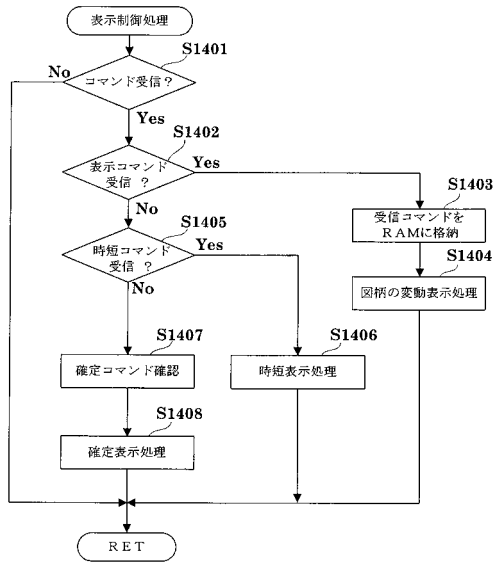 表示制御処理
S1401
No
コマンド受信？
Yes
S1402
表示コマンド
受信 ？
Yes
No
S1403
受信コマンドを
ＲＡＭに格納
S1405
時短コマンド
受信 ？
Yes
No
S1404
図柄の変動表示処理
S1407
確定コマンド確認
S1406
時短表示処理
S1408
確定表示処理
ＲＥＴ